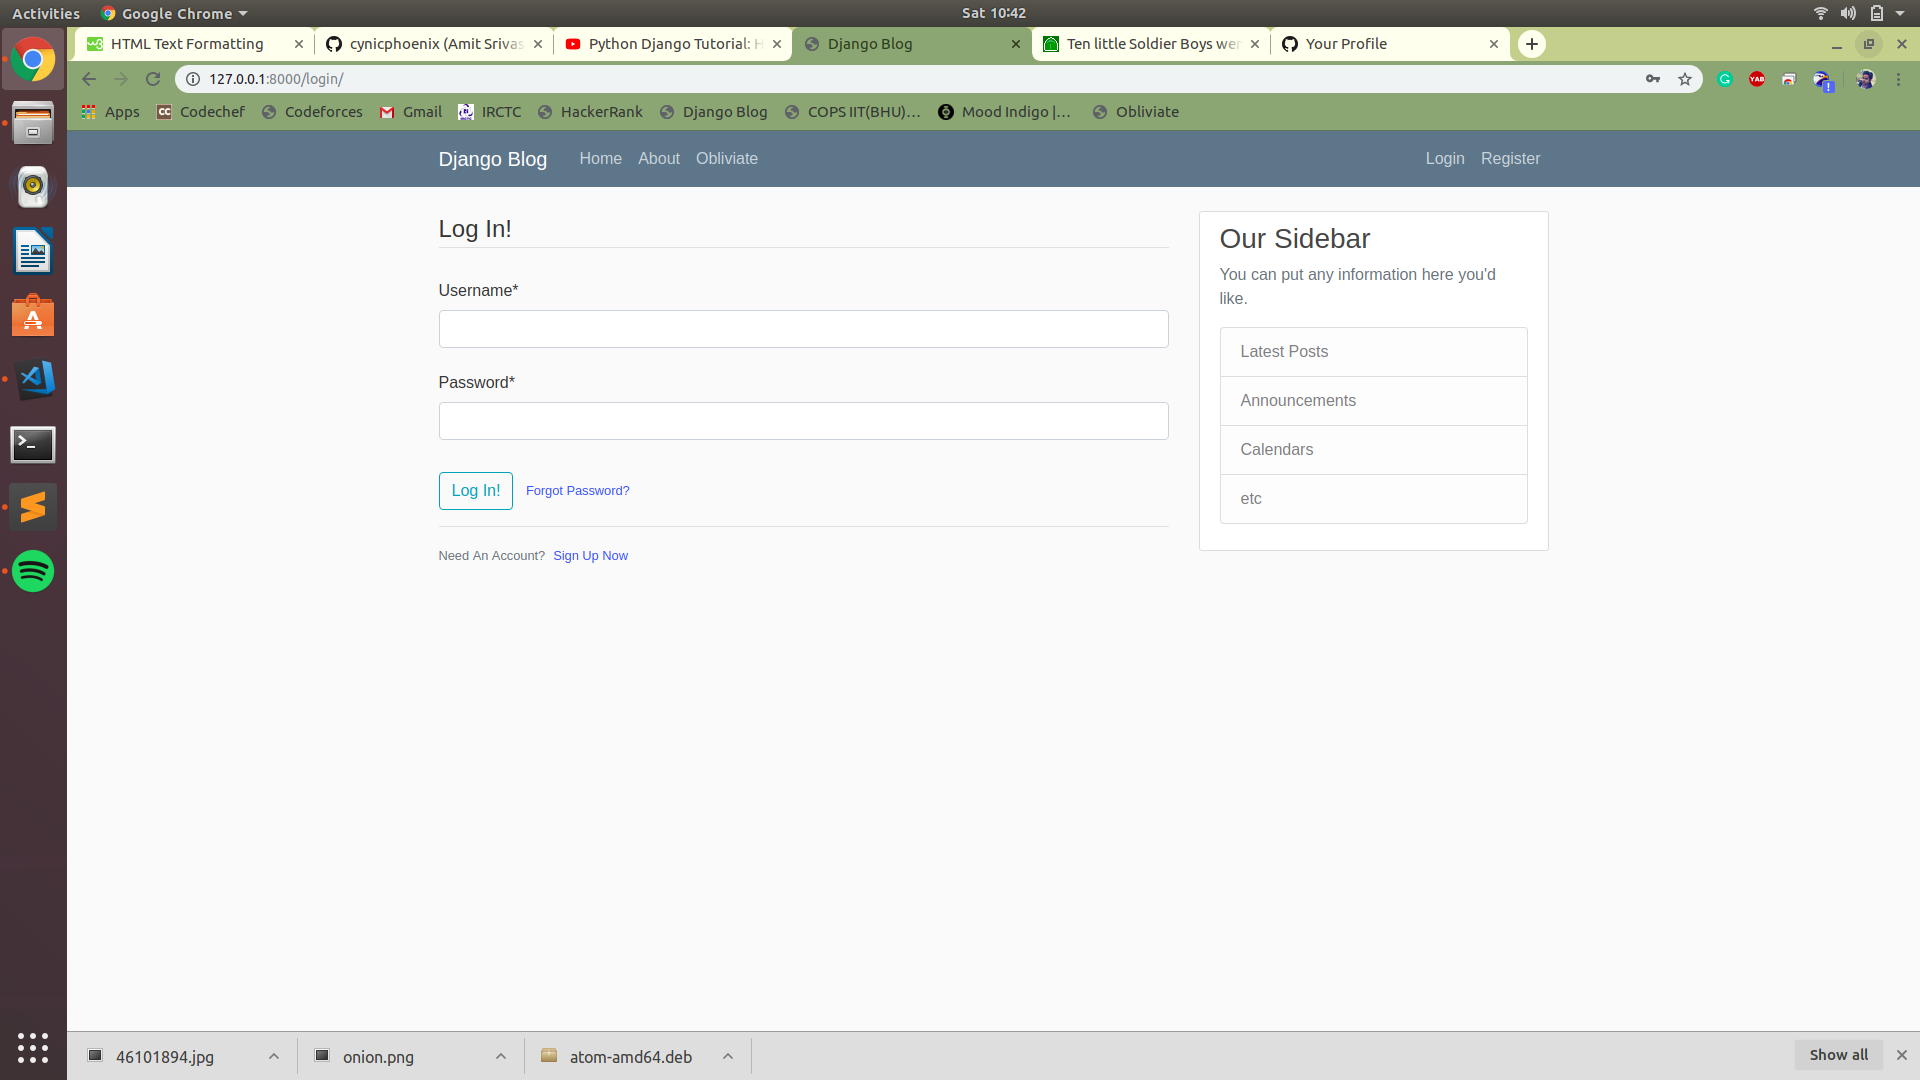 Activities Google Chrome Sat 10:42
HTML Text Formatting cynicphoenix (Amit Srivas Python Django Tutorial: H Django Blog Ten little Soldier Boys wer Your Profile
127.0.0.1:8000/login/
Apps Codechef Codeforces Gmail IRCTC HackerRank Django Blog COPS IIT(BHU)... Mood Indigo |... Obliviate
Django Blog Home About Obliviate Login Register
Log In!
Username*
Password*
Log In! Forgot Password?
Need An Account? Sign Up Now
Our Sidebar
You can put any information here you'd
like.
Latest Posts
Announcements
Calendars
etc
46101894.jpg onion.png atom-amd64.deb Show all